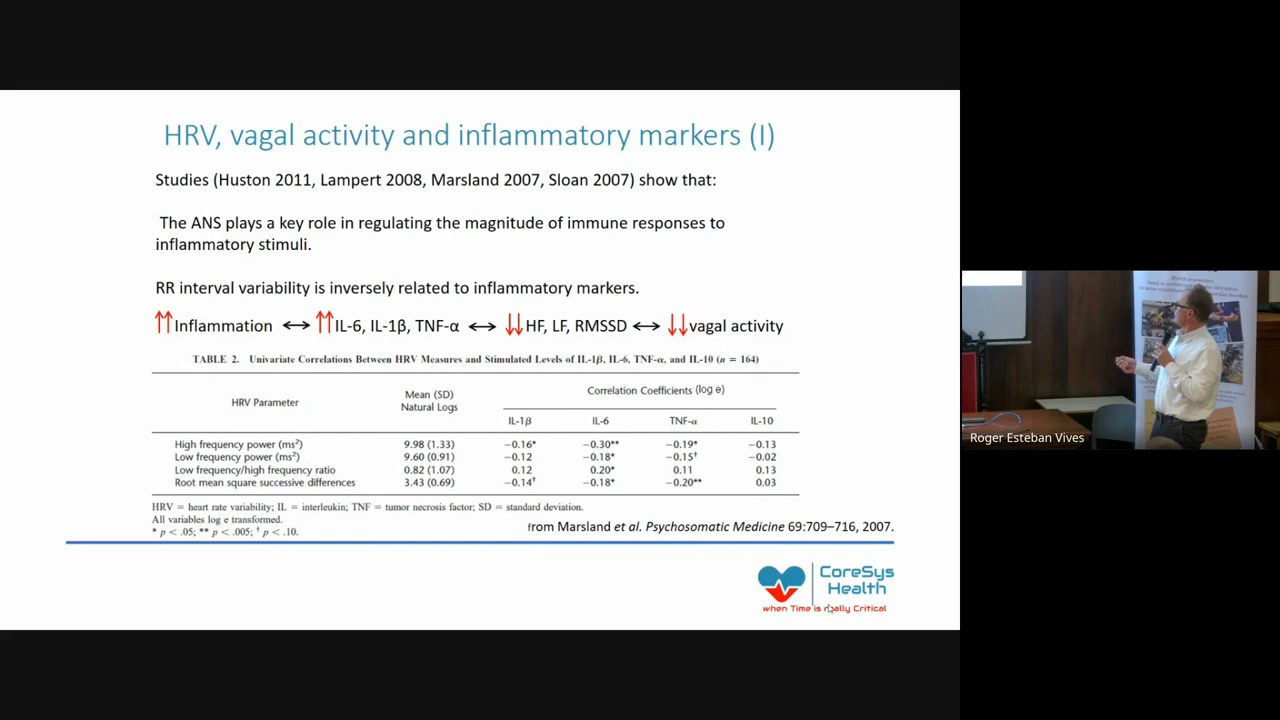 HRV, vagal activity and inflammatory markers (I)
Studies (Huston 2011, Lampert 2008, Marsland 2007, Sloan 2007) show that:
The ANS plays a key role in regulating the magnitude of immune responses to
inflammatory stimuli.
RR interval variability is inversely related to inflammatory markers.
↑↑Inflammation ↔ ↑↑IL-6, IL-1β, TNF-α ↔ ↓↓HF, LF, RMSSD ↔ ↓↓vagal activity
TABLE 2. Univariate Correlations Between HRV Measures and Stimulated Levels of IL-1β, IL-6, TNF-α, and IL-10 (n = 164)
HRV Parameter
Mean (SD)
Natural Logs
Correlation Coefficients (log e)
IL-1β IL-6 TNF-α IL-10
High frequency power (ms²) 9.98 (1.33) −0.16* −0.30** −0.19* −0.13
Low frequency power (ms²) 9.60 (0.91) −0.12 −0.18* −0.15† −0.02
Low frequency/high frequency ratio 0.82 (1.07) 0.12 0.20* 0.11 0.13
Root mean square successive differences 3.43 (0.69) −0.14† −0.18* −0.20** 0.03
HRV = heart rate variability; IL = interleukin; TNF = tumor necrosis factor; SD = standard deviation.
All variables log e transformed.
* p < .05; ** p < .005; † p < .10.
from Marsland et al. Psychosomatic Medicine 69:709–716, 2007.
CoreSys
Health
when Time is really Critical
Roger Esteban Vives